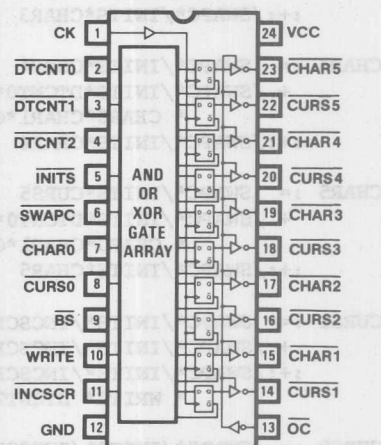 CK 1 24 VCC
DTCNT0 2 23 CHAR5
DTCNT1 3 22 CURS5
DTCNT2 4 21 CHAR4
INITS 5 20 CURS4
SWAPC 6 19 CHAR3
CHAR0 7 18 CURS3
CURS0 8 17 CHAR2
BS 9 16 CURS2
WRITE 10 15 CHAR1
INCSCR 11 14 CURS1
GND 12 13 OC
AND
OR
XOR
GATE
ARRAY